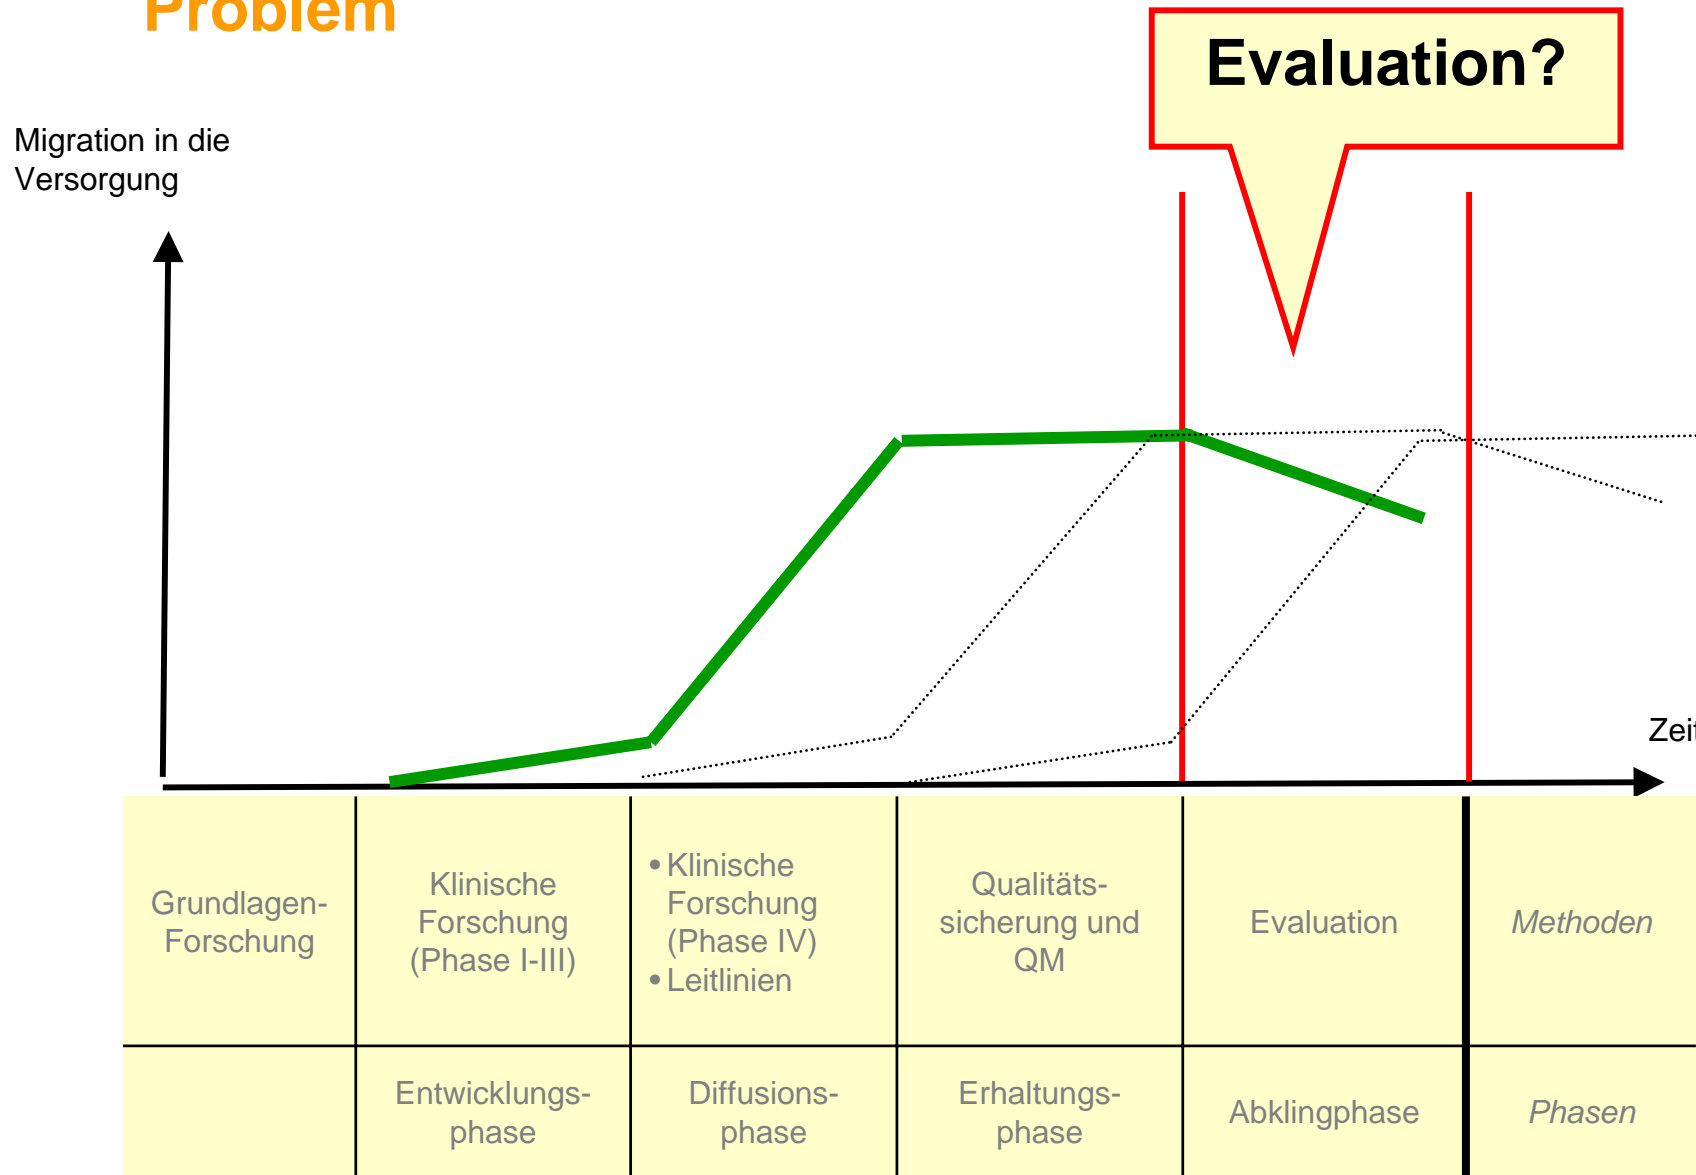 Problem
Evaluation?
Migration in die
Versorgung
Zeit
Grundlagen-
Forschung
Klinische
Forschung
(Phase I-III)
• Klinische
Forschung
(Phase IV)
• Leitlinien
Qualitäts-
sicherung und
QM
Evaluation
Methoden
Entwicklungs-
phase
Diffusions-
phase
Erhaltungs-
phase
Abklingphase
Phasen